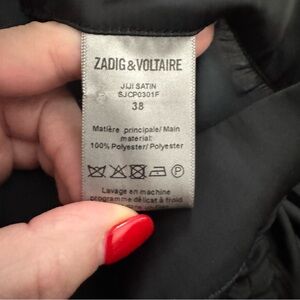 ZADIG & VOLTAIRE
JIJI SATIN
SJCP0301F
38
Matière principale/ Main
material:
100% Polyester/ Polyester
Lavage en machine
programme délicat à froid